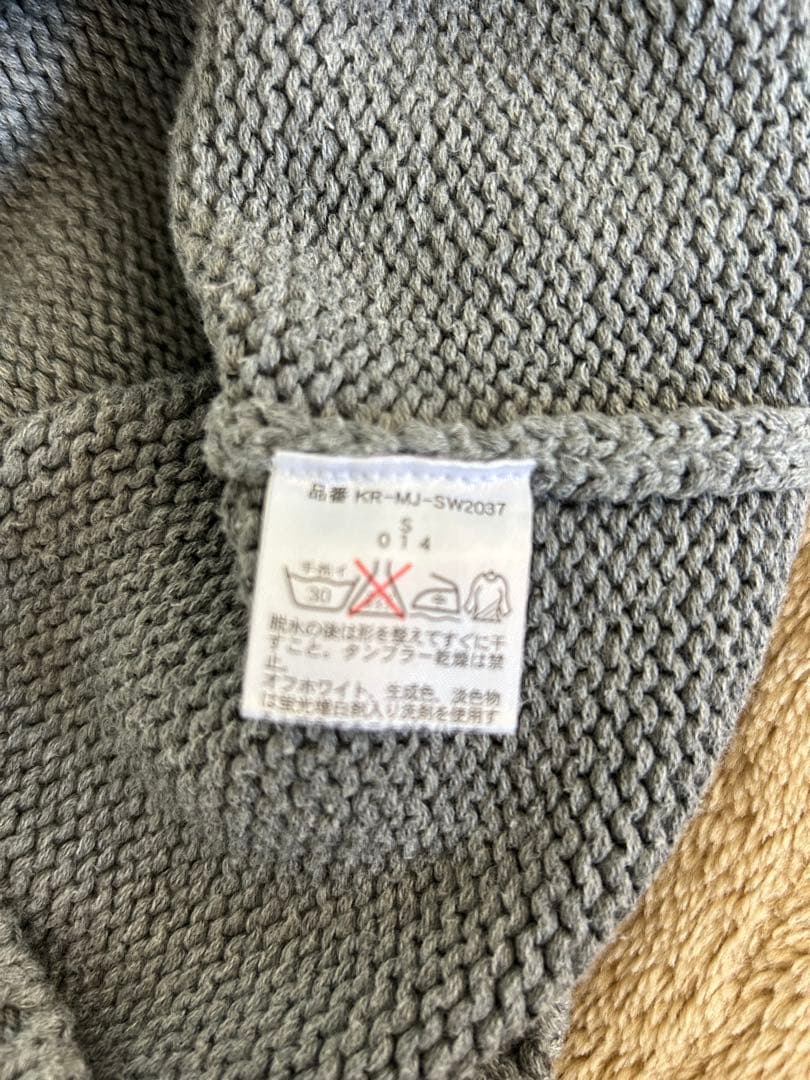 品番 KR-MJ-SW2037
S
0 1 4
手洗イ
30
脱水の後は形を整えてすぐに干
すこと。タンブラー乾燥は禁
止。
オフホワイト、生成色、淡色物
は蛍光増白剤入り洗剤を使用す